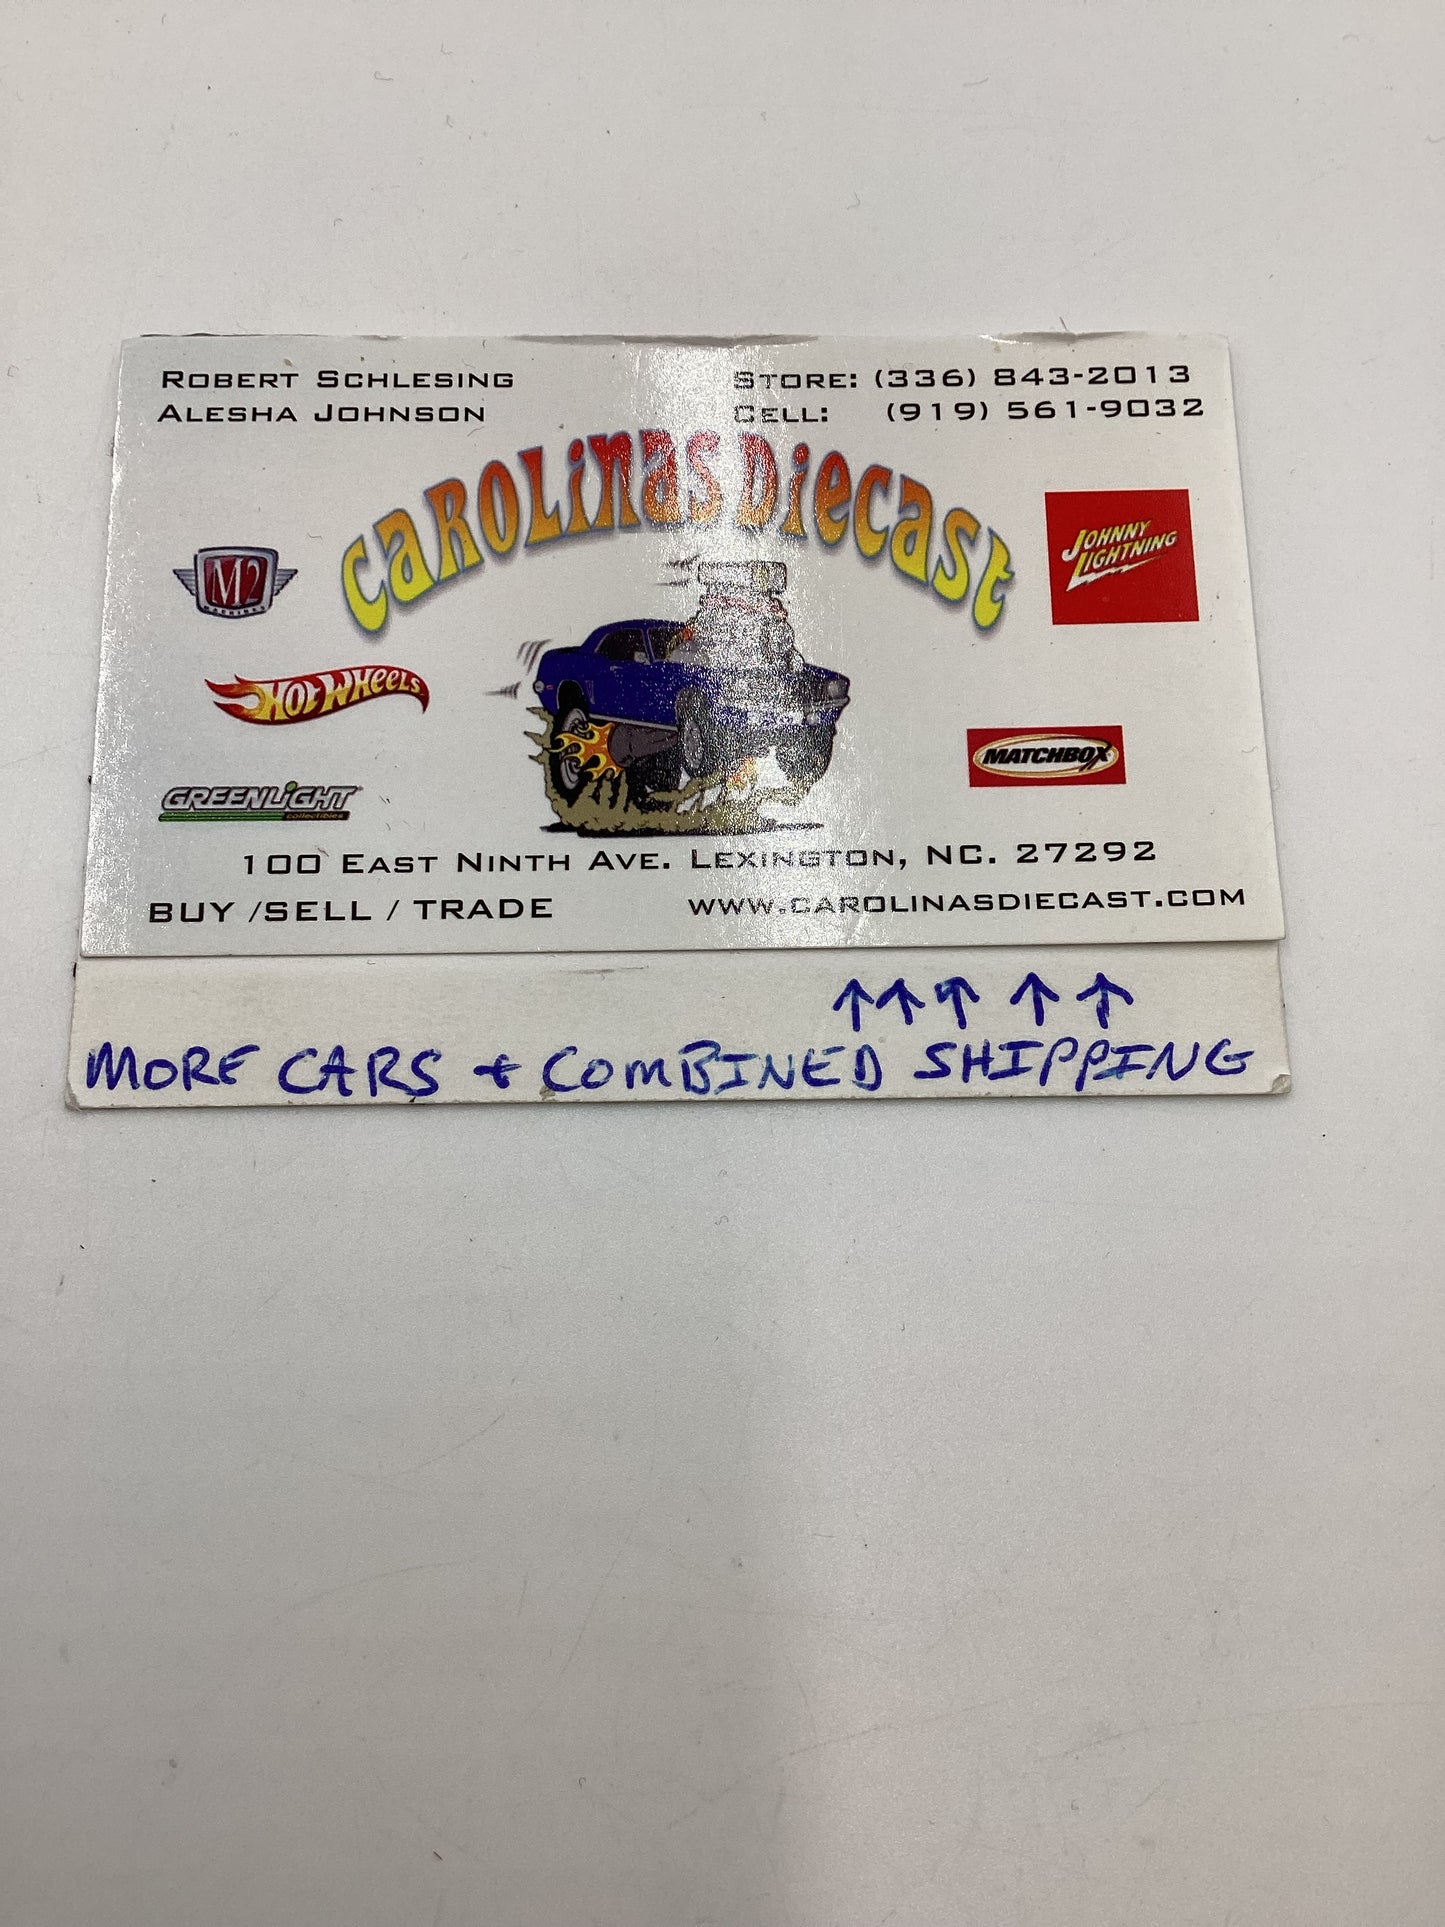 ROBERT SCHLESING
ALESHA JOHNSON
STORE: (336) 843-2013
CELL: (919) 561-9032
CAROLINAS DIECAST
M2
MACHINES
JOHNNY
LIGHTNING
HOT WHEELS
MATCHBOX
GREENLIGHT
collectibles
100 EAST NINTH AVE. LEXINGTON, NC. 27292
BUY /SELL / TRADE
WWW.CAROLINASDIECAST.COM
↑ ↑ ↑ ↑ ↑
MORE CARS + COMBINED SHIPPING